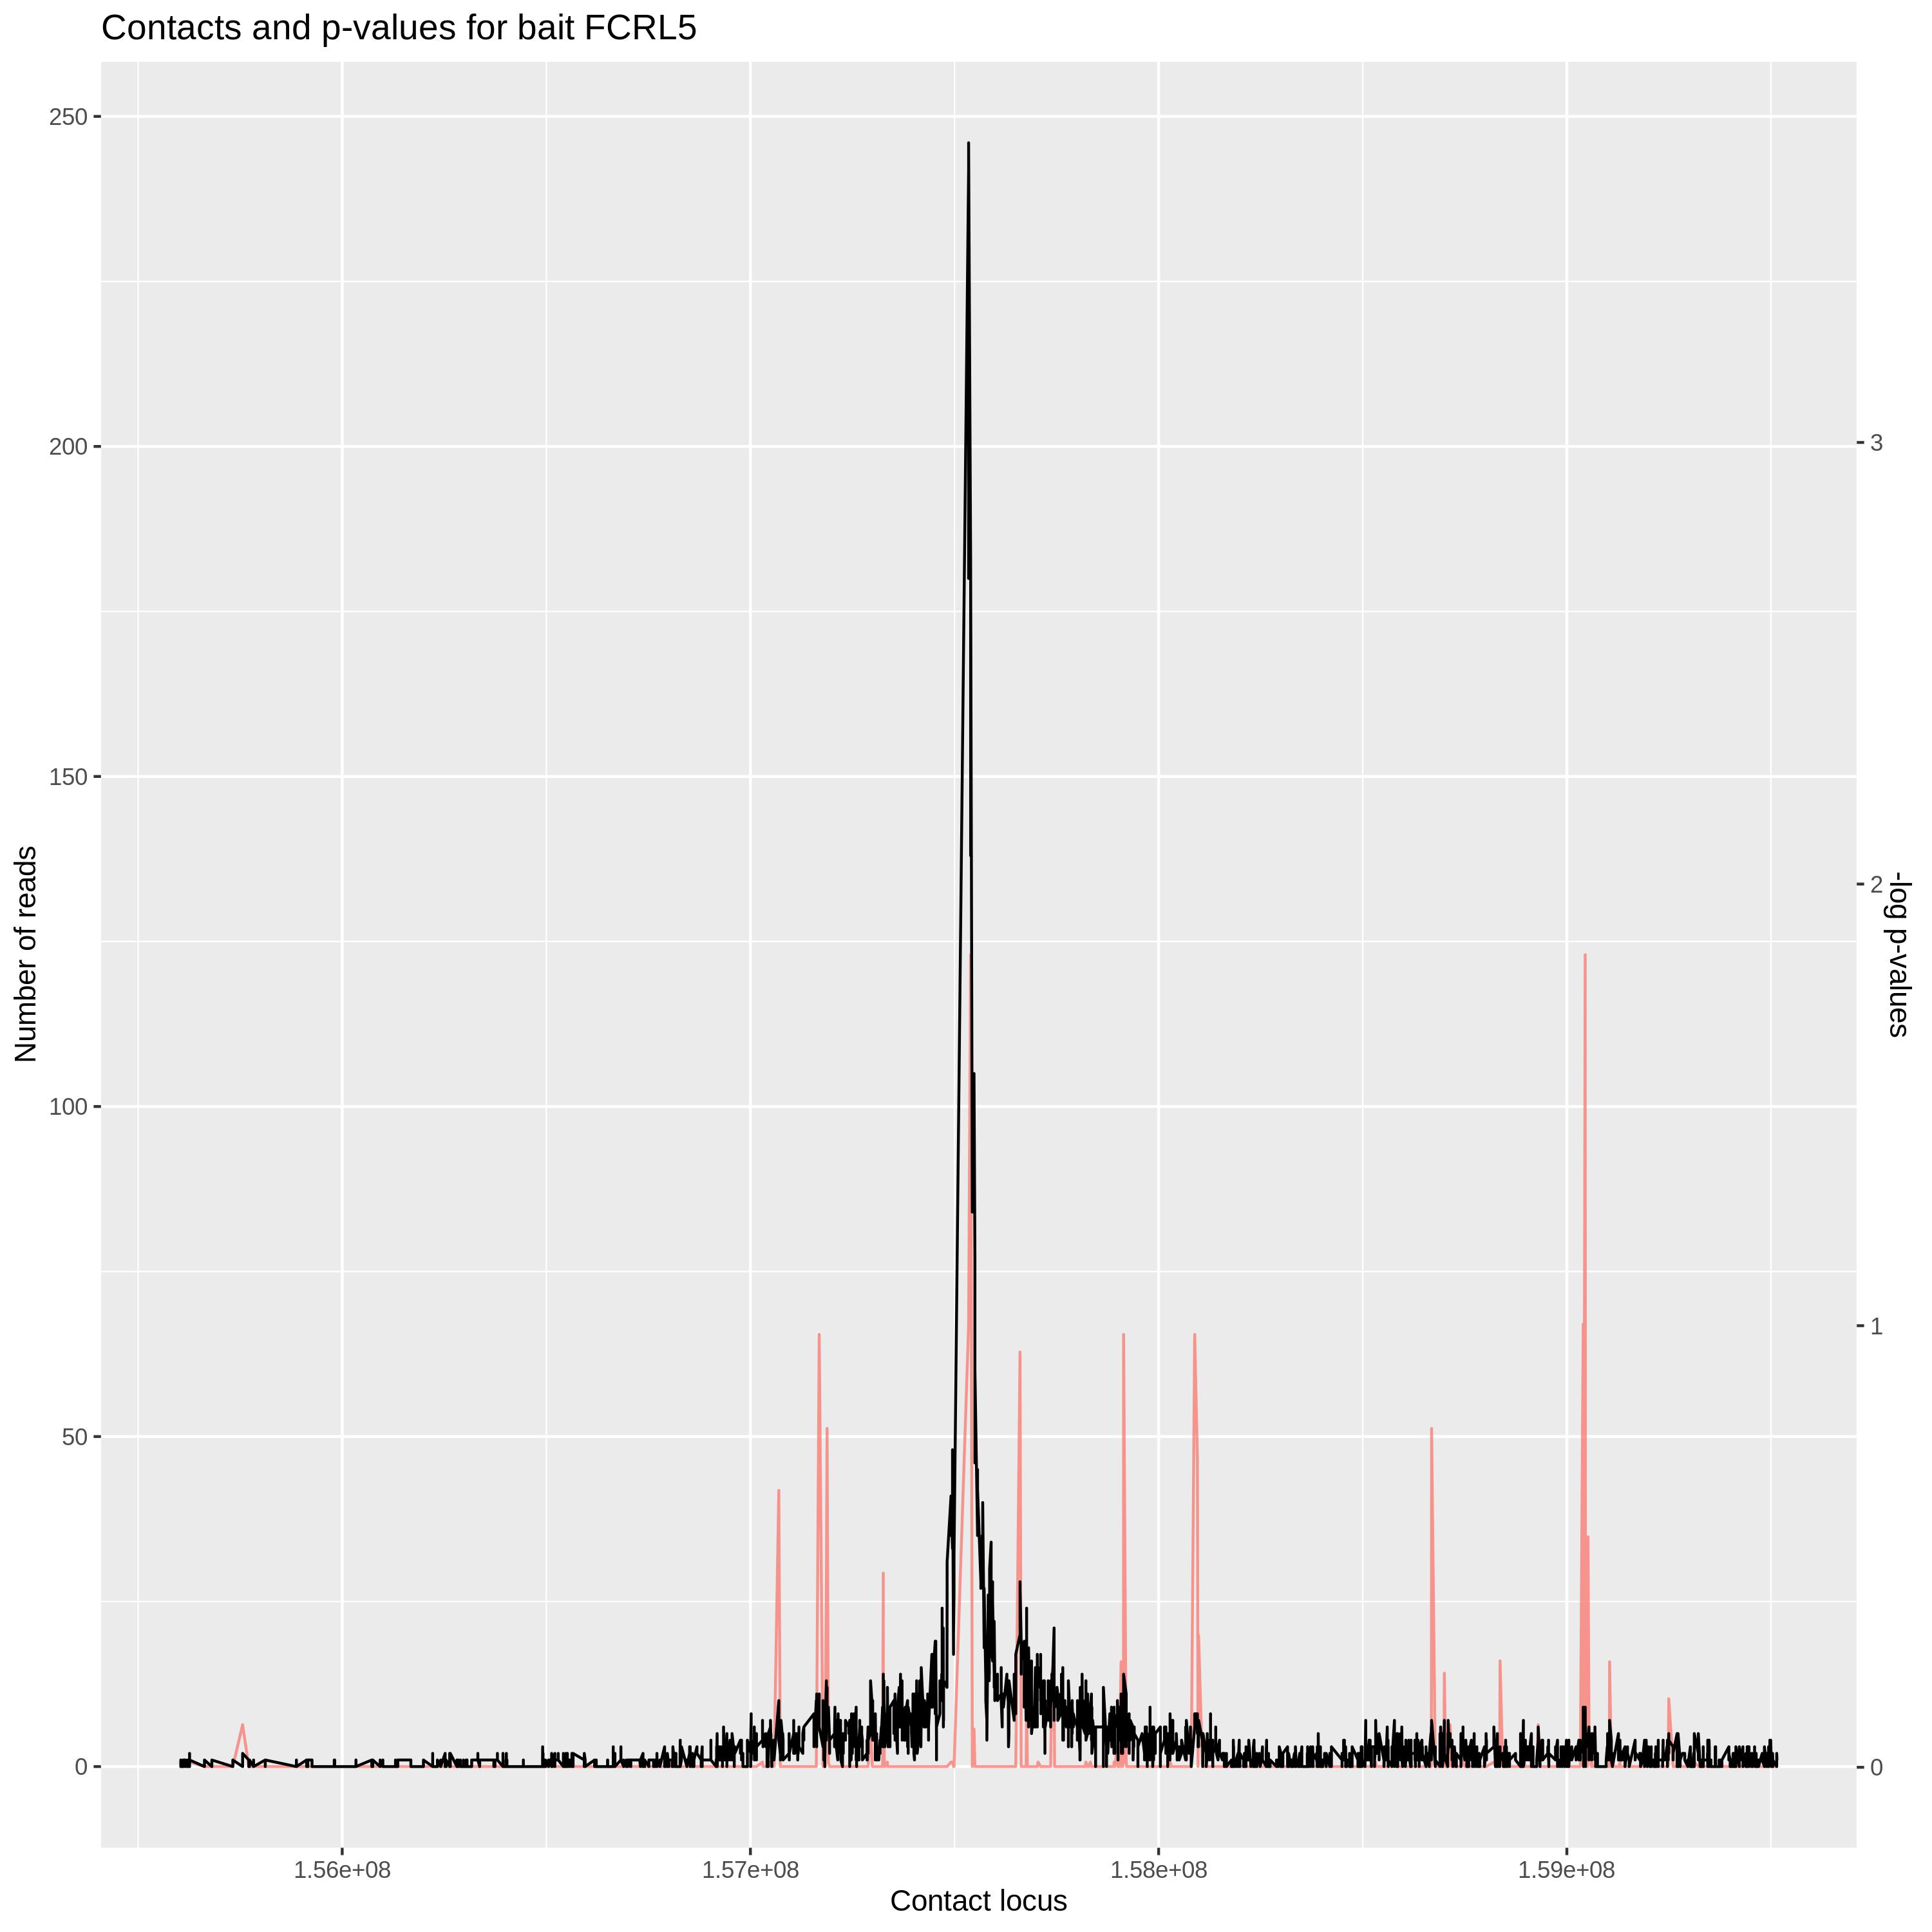 Contacts and p-values for bait FCRL5
250
200
150
100
50
0
Number of reads
3
2
1
0
-log p-values
1.56e+08
1.57e+08
1.58e+08
1.59e+08
Contact locus